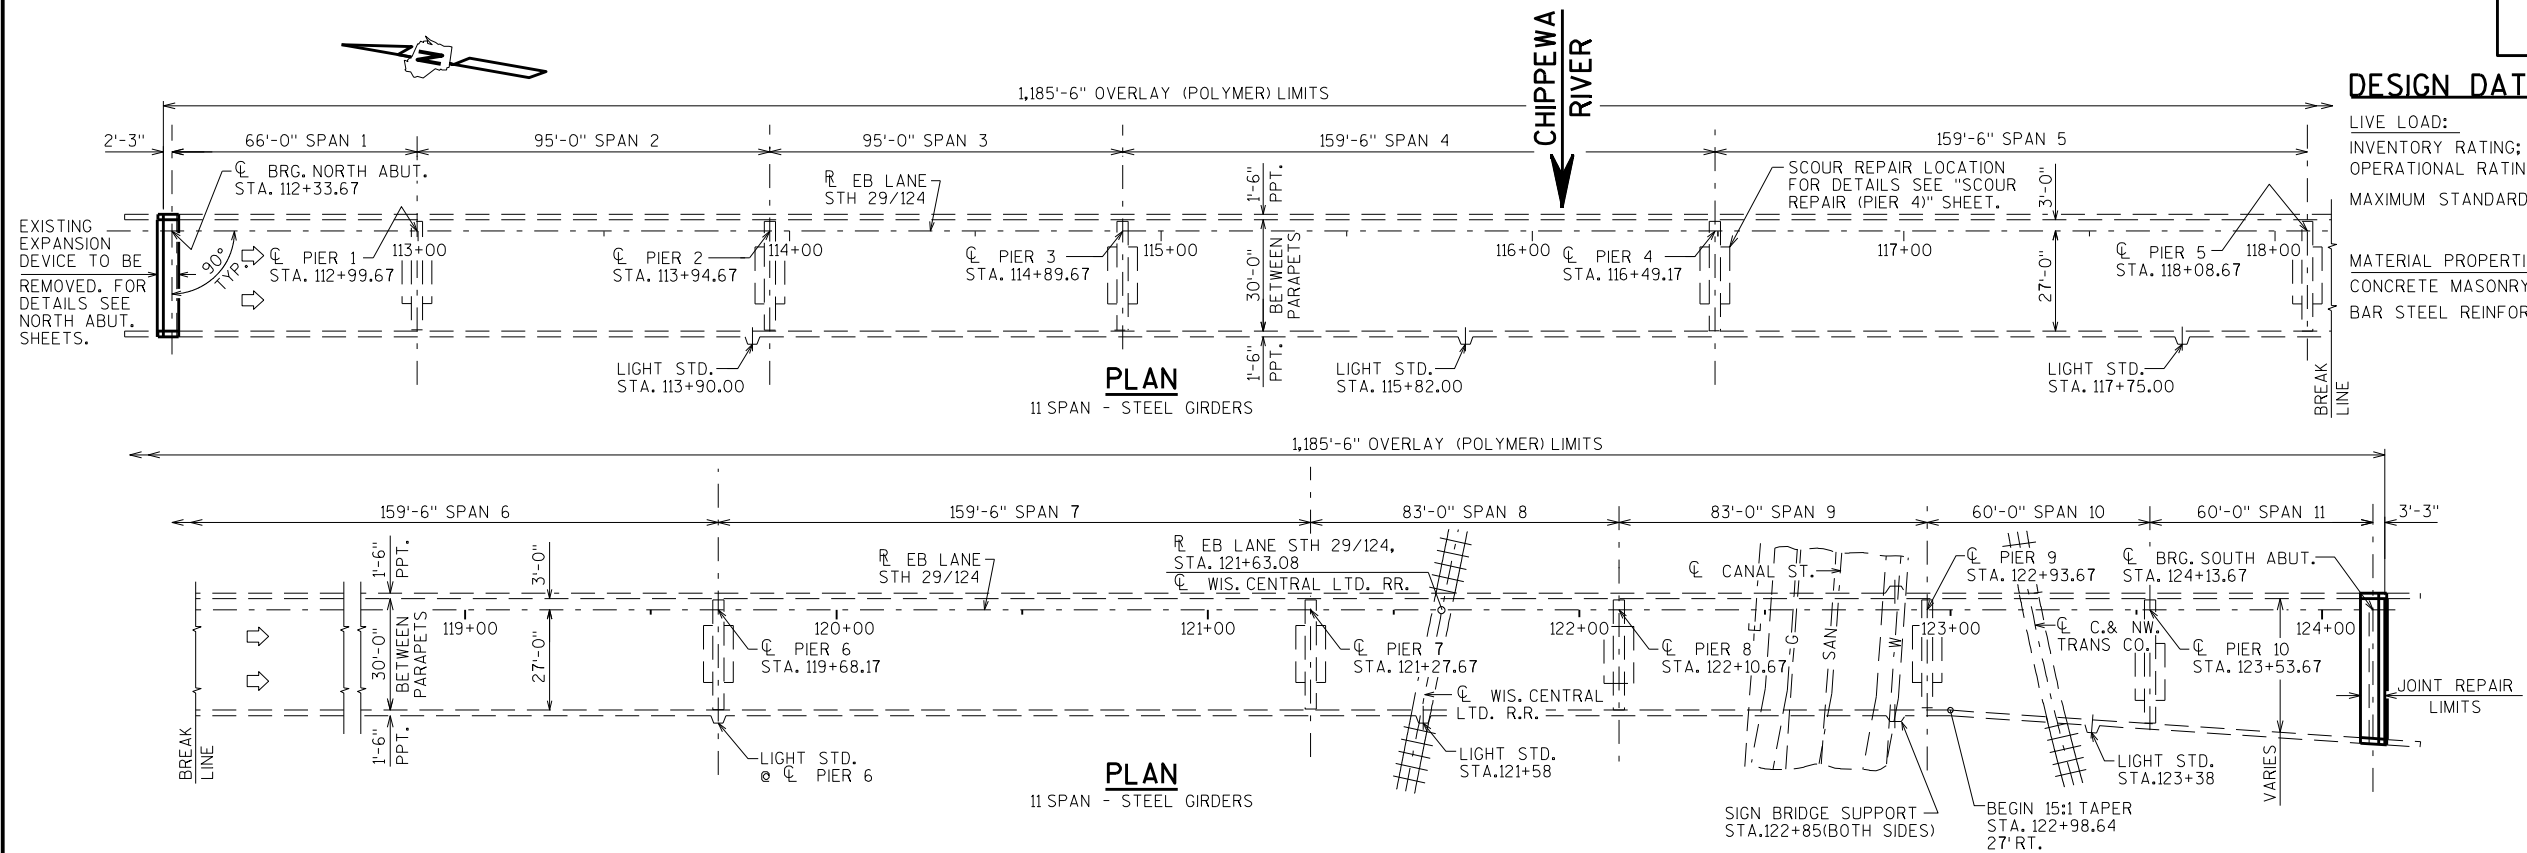 N
CHIPPEWA
RIVER
1,185'-6" OVERLAY (POLYMER) LIMITS
2'-3"
66'-0" SPAN 1
95'-0" SPAN 2
95'-0" SPAN 3
159'-6" SPAN 4
159'-6" SPAN 5
℄ BRG. NORTH ABUT.
STA. 112+33.67
EXISTING
EXPANSION
DEVICE TO BE
REMOVED. FOR
DETAILS SEE
NORTH ABUT.
SHEETS.
90°
TYP.
℄ PIER 1
STA. 112+99.67
113+00
℄ PIER 2
STA. 113+94.67
114+00
R̲ EB LANE
STH 29/124
℄ PIER 3
STA. 114+89.67
115+00
1'-6"
PPT.
30'-0"
BETWEEN
PARAPETS
1'-6"
PPT.
116+00
℄ PIER 4
STA. 116+49.17
SCOUR REPAIR LOCATION
FOR DETAILS SEE "SCOUR
REPAIR (PIER 4)" SHEET.
117+00
3'-0"
27'-0"
℄ PIER 5
STA. 118+08.67
118+00
LIGHT STD.
STA. 113+90.00
LIGHT STD.
STA. 115+82.00
LIGHT STD.
STA. 117+75.00
BREAK
LINE
PLAN
11 SPAN - STEEL GIRDERS
DESIGN DAT
LIVE LOAD:
INVENTORY RATING;
OPERATIONAL RATIN
MAXIMUM STANDARD
MATERIAL PROPERTI
CONCRETE MASONRY
BAR STEEL REINFOR
1,185'-6" OVERLAY (POLYMER) LIMITS
159'-6" SPAN 6
159'-6" SPAN 7
83'-0" SPAN 8
83'-0" SPAN 9
60'-0" SPAN 10
60'-0" SPAN 11
3'-3"
BREAK
LINE
1'-6"
PPT.
30'-0"
BETWEEN
PARAPETS
1'-6"
PPT.
119+00
3'-0"
27'-0"
℄ PIER 6
STA. 119+68.17
120+00
R̲ EB LANE
STH 29/124
R̲ EB LANE STH 29/124,
STA. 121+63.08
℄ WIS. CENTRAL LTD. RR.
121+00
℄ PIER 7
STA. 121+27.67
℄ WIS. CENTRAL
LTD. R.R.
122+00
℄ PIER 8
STA. 122+10.67
℄ CANAL ST.
E
G
SAN
W
℄ PIER 9
STA. 122+93.67
123+00
℄ C.& NW.
TRANS CO.
℄ BRG. SOUTH ABUT.
STA. 124+13.67
℄ PIER 10
STA. 123+53.67
124+00
JOINT REPAIR
LIMITS
VARIES
LIGHT STD.
@ ℄ PIER 6
LIGHT STD.
STA.121+58
LIGHT STD.
STA.123+38
SIGN BRIDGE SUPPORT
STA.122+85(BOTH SIDES)
BEGIN 15:1 TAPER
STA. 122+98.64
27'RT.
PLAN
11 SPAN - STEEL GIRDERS